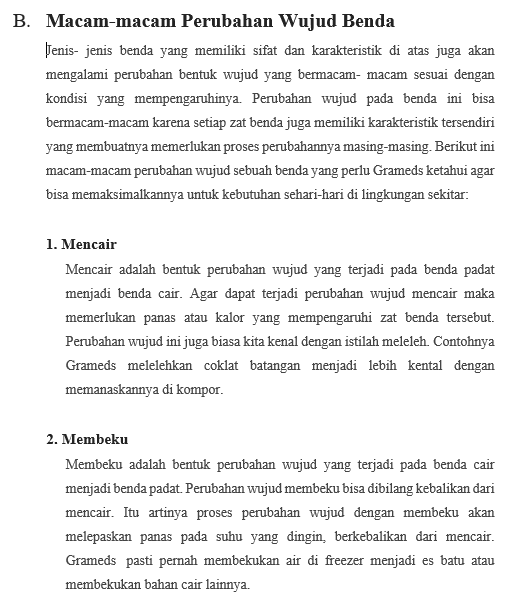 B. Macam-macam Perubahan Wujud Benda
Jenis- jenis benda yang memiliki sifat dan karakteristik di atas juga akan
mengalami perubahan bentuk wujud yang bermacam- macam sesuai dengan
kondisi yang mempengaruhinya. Perubahan wujud pada benda ini bisa
bermacam-macam karena setiap zat benda juga memiliki karakteristik tersendiri
yang membuatnya memerlukan proses perubahannya masing-masing. Berikut ini
macam-macam perubahan wujud sebuah benda yang perlu Grameds ketahui agar
bisa memaksimalkannya untuk kebutuhan sehari-hari di lingkungan sekitar:
1. Mencair
Mencair adalah bentuk perubahan wujud yang terjadi pada benda padat
menjadi benda cair. Agar dapat terjadi perubahan wujud mencair maka
memerlukan panas atau kalor yang mempengaruhi zat benda tersebut.
Perubahan wujud ini juga biasa kita kenal dengan istilah meleleh. Contohnya
Grameds melelehkan coklat batangan menjadi lebih kental dengan
memanaskannya di kompor.
2. Membeku
Membeku adalah bentuk perubahan wujud yang terjadi pada benda cair
menjadi benda padat. Perubahan wujud membeku bisa dibilang kebalikan dari
mencair. Itu artinya proses perubahan wujud dengan membeku akan
melepaskan panas pada suhu yang dingin, berkebalikan dari mencair.
Grameds pasti pernah membekukan air di freezer menjadi es batu atau
membekukan bahan cair lainnya.